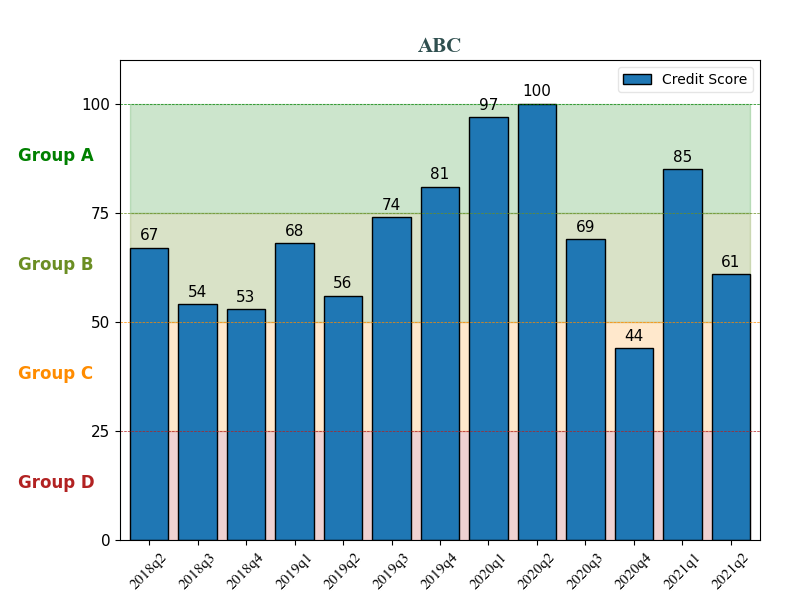 ABC
Credit Score
100
75
50
25
0
Group A
Group B
Group C
Group D
67
54
53
68
56
74
81
97
100
69
44
85
61
2018q2
2018q3
2018q4
2019q1
2019q2
2019q3
2019q4
2020q1
2020q2
2020q3
2020q4
2021q1
2021q2